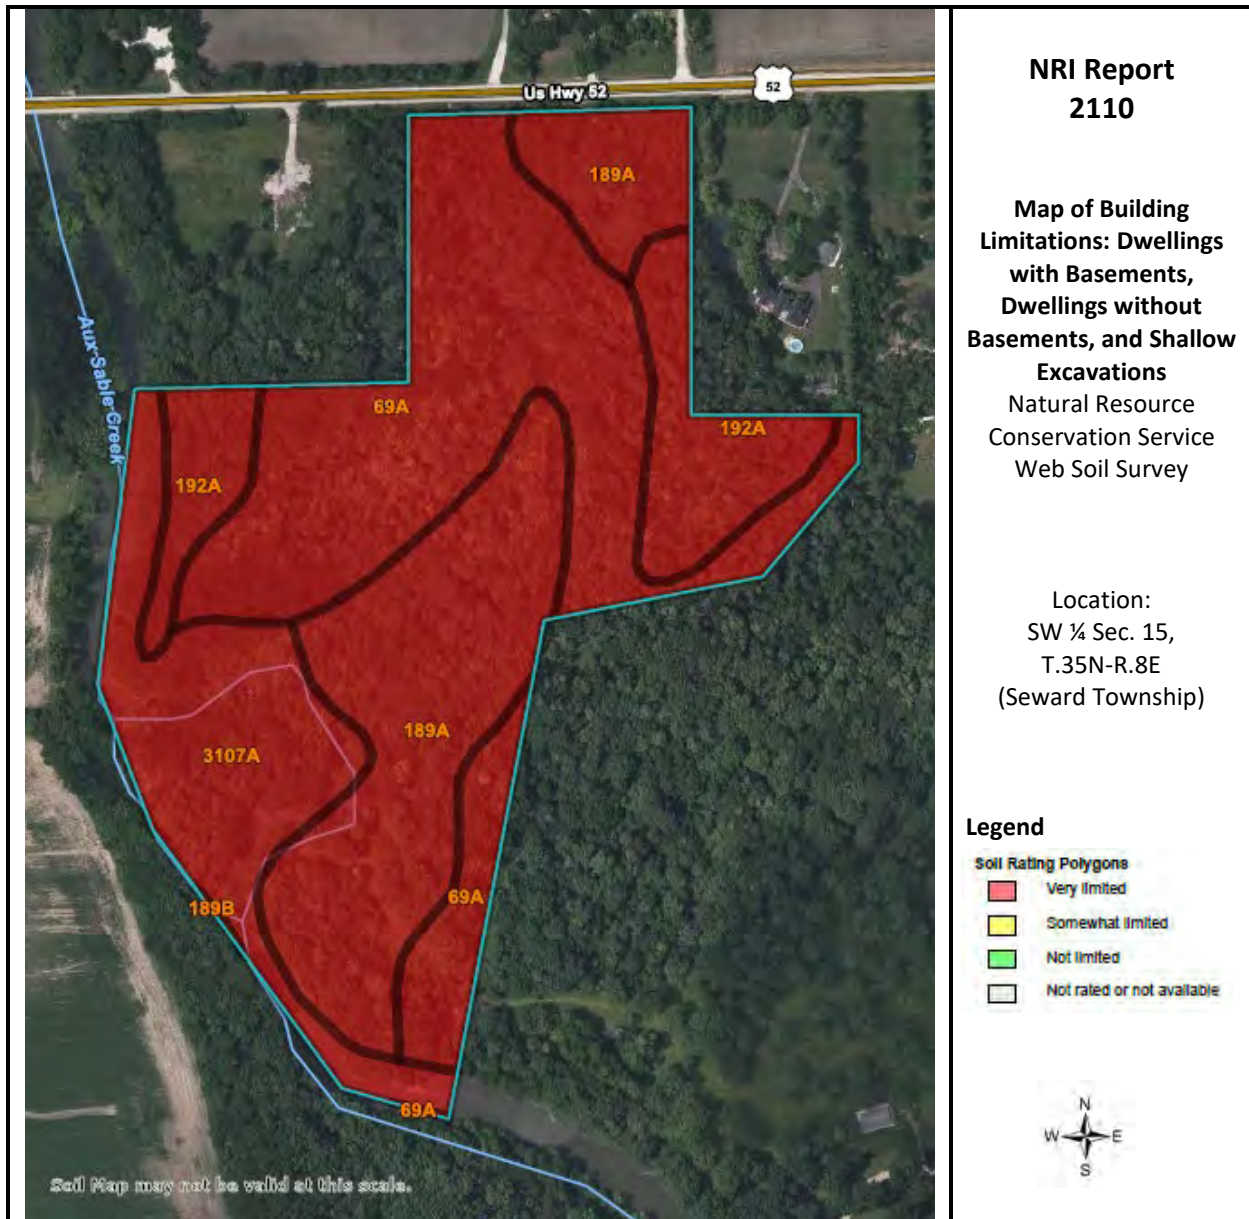 Us Hwy 52
52
189A
Aux Sable Creek
69A
192A
192A
189A
3107A
69A
189B
69A
Soil Map may not be valid at this scale.
NRI Report
2110
Map of Building
Limitations: Dwellings
with Basements,
Dwellings without
Basements, and Shallow
Excavations
Natural Resource
Conservation Service
Web Soil Survey
Location:
SW ¼ Sec. 15,
T.35N-R.8E
(Seward Township)
Legend
Soil Rating Polygons
Very limited
Somewhat limited
Not limited
Not rated or not available
N
W E
S